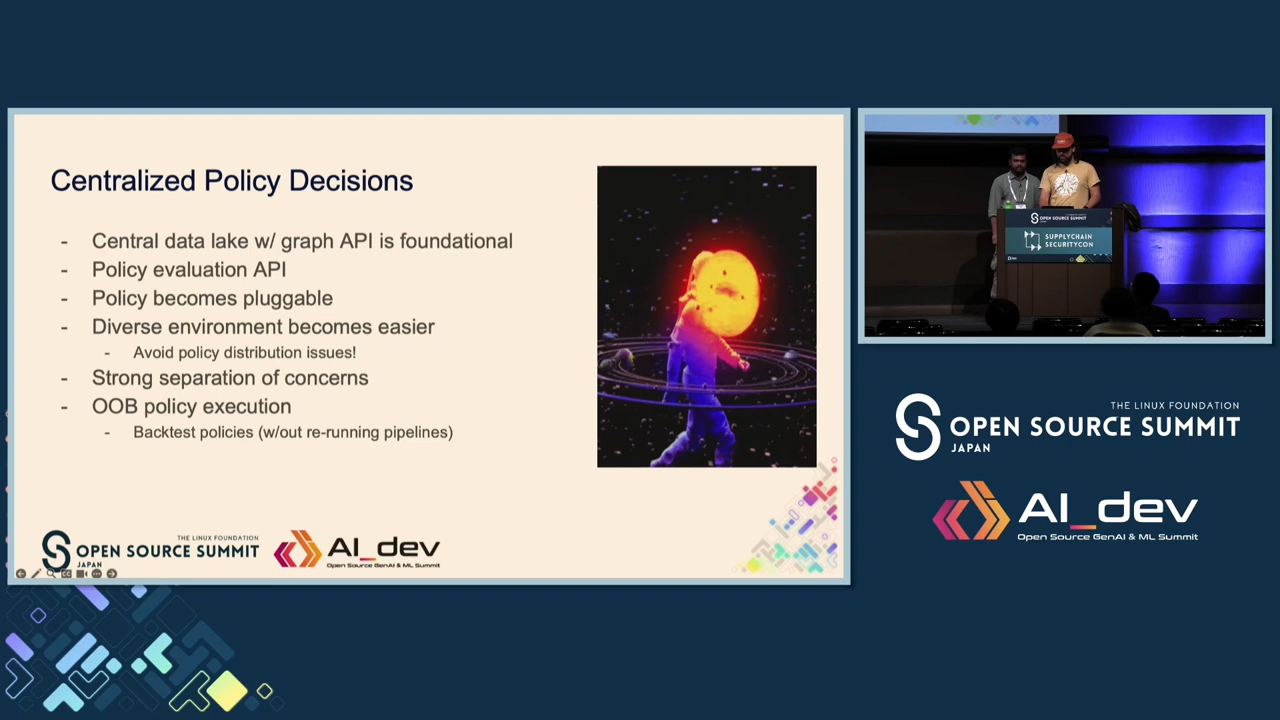 Centralized Policy Decisions
- Central data lake w/ graph API is foundational
- Policy evaluation API
- Policy becomes pluggable
- Diverse environment becomes easier
- Avoid policy distribution issues!
- Strong separation of concerns
- OOB policy execution
- Backtest policies (w/out re-running pipelines)
THE LINUX FOUNDATION
OPEN SOURCE SUMMIT
JAPAN
AI_dev
Open Source GenAI & ML Summit
OPEN SOURCE SUMMIT
SUPPLYCHAIN
SECURITYCON
THE LINUX FOUNDATION
OPEN SOURCE SUMMIT
JAPAN
AI_dev
Open Source GenAI & ML Summit